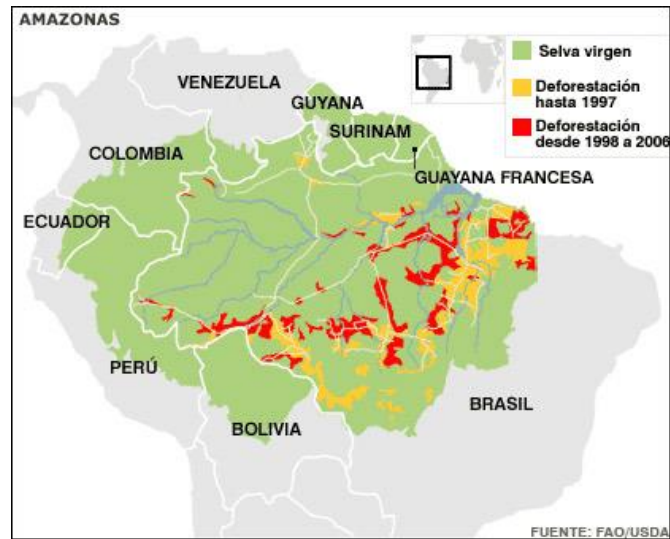 AMAZONAS
Selva virgen
Deforestación
hasta 1997
Deforestación
desde 1998 a 2006
VENEZUELA
GUYANA
SURINAM
COLOMBIA
GUAYANA FRANCESA
ECUADOR
PERÚ
BRASIL
BOLIVIA
FUENTE: FAO/USDA